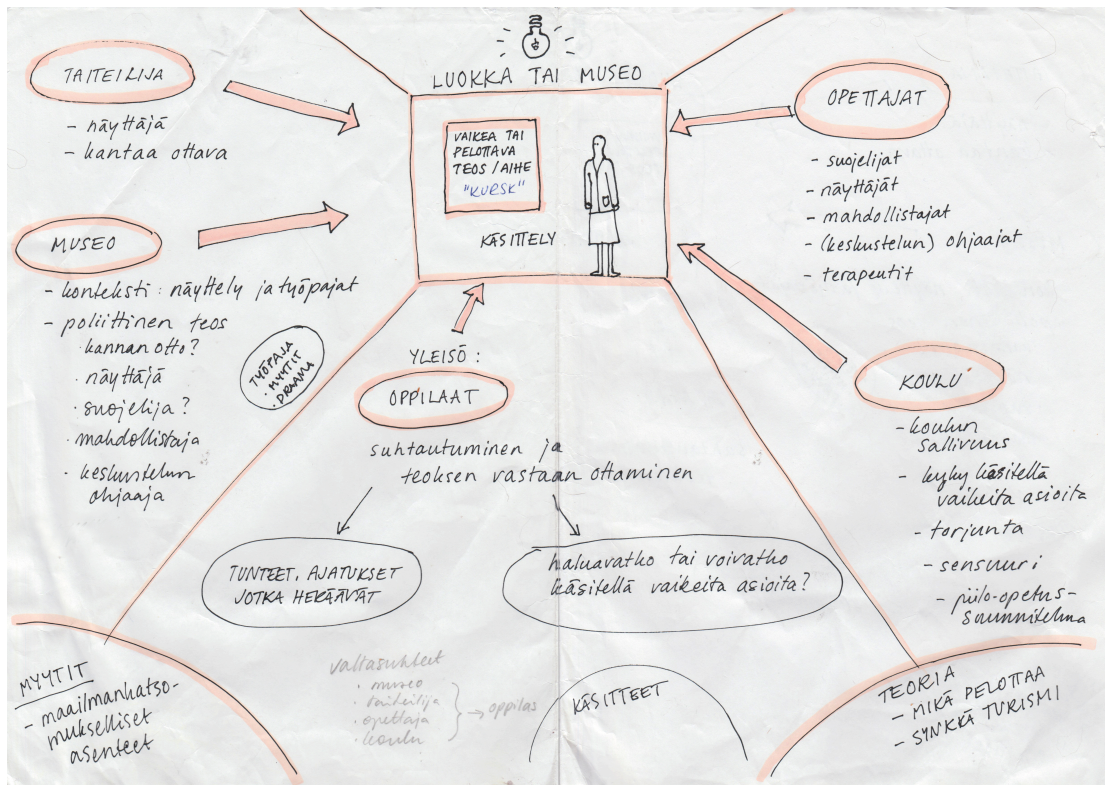 LUOKKA TAI MUSEO
TAITEILIJA
- näyttäjä
- kantaa ottava
MUSEO
- konteksti : näyttely ja työpajat
- poliittinen teos
· kannan otto?
· näyttäjä
· suojelija?
· mahdollistaja
· keskustelun
ohjaaja
TYÖPAJA
· MYYTIT
· DRAAMA
VAIKEA TAI
PELOTTAVA
TEOS / AIHE
"KURSK"
KÄSITTELY
OPETTAJAT
- suojelijat
- näyttäjät
- mahdollistajat
- (keskustelun) ohjaajat
- terapeutit
YLEISÖ :
OPPILAAT
suhtautuminen ja
teoksen vastaan ottaminen
TUNTEET, AJATUKSET
JOTKA HERÄÄVÄT
haluavatko tai voivatko
käsitellä vaikeita asioita?
KOULU
- koulun
sallivuus
- kyky käsitellä
vaikeita asioita
- torjunta
- sensuuri
- piilo-opetus-
suunnitelma
MYYTIT
- maailmankatso-
mukselliset
asenteet
valtasuhteet
· museo
· taiteilija
· opettaja
· koulu
→ oppilas
KÄSITTEET
TEORIA
- MIKÄ PELOTTAA
- SYNKKÄ TURISMI